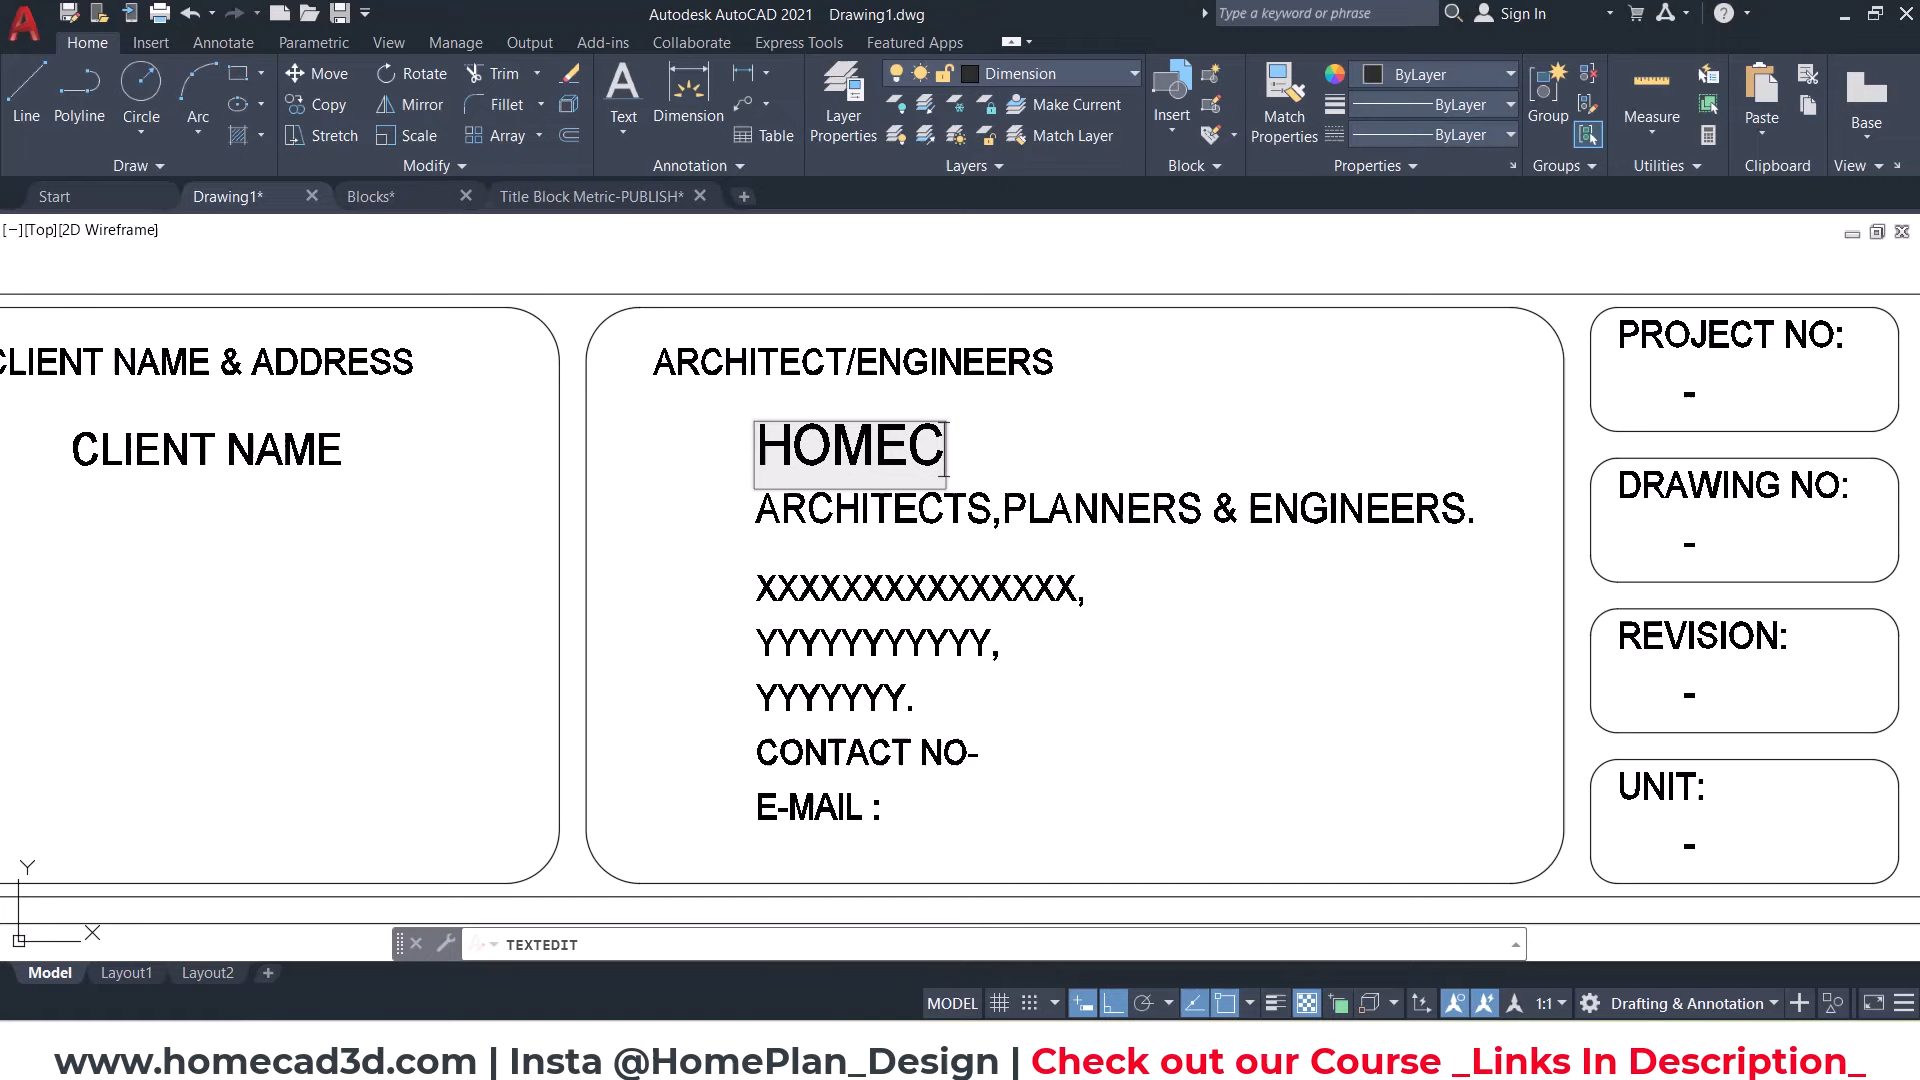 Autodesk AutoCAD 2021 Drawing1.dwg
Type a keyword or phrase
Sign In
Home Insert Annotate Parametric View Manage Output Add-ins Collaborate Express Tools Featured Apps
Line Polyline Circle Arc
Draw
Move Rotate Trim
Copy Mirror Fillet
Stretch Scale Array
Modify
Text Dimension Table
Annotation
Layer Properties
Dimension
Make Current
Match Layer
Layers
Insert
Block
Match Properties
ByLayer
ByLayer
ByLayer
Properties
Group
Groups
Measure
Utilities
Paste
Clipboard
Base
View
Start Drawing1* Blocks* Title Block Metric-PUBLISH*
[−][Top][2D Wireframe]
CLIENT NAME & ADDRESS
CLIENT NAME
ARCHITECT/ENGINEERS
HOMEC
ARCHITECTS,PLANNERS & ENGINEERS.
XXXXXXXXXXXXXXX,
YYYYYYYYYYY,
YYYYYYY.
CONTACT NO-
E-MAIL :
PROJECT NO:
-
DRAWING NO:
-
REVISION:
-
UNIT:
-
Y
X
TEXTEDIT
Model Layout1 Layout2
MODEL 1:1 Drafting & Annotation
www.homecad3d.com | Insta @HomePlan_Design | Check out our Course _Links In Description_